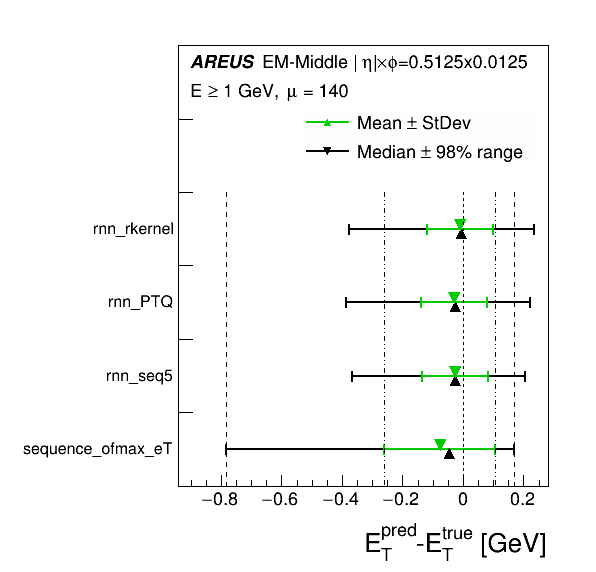 AREUS EM-Middle |η|×ϕ=0.5125x0.0125
E ≥ 1 GeV, μ = 140
Mean ± StDev
Median ± 98% range
rnn_rkernel
rnn_PTQ
rnn_seq5
sequence_ofmax_eT
−0.8 −0.6 −0.4 −0.2 0 0.2
E_T^pred-E_T^true [GeV]